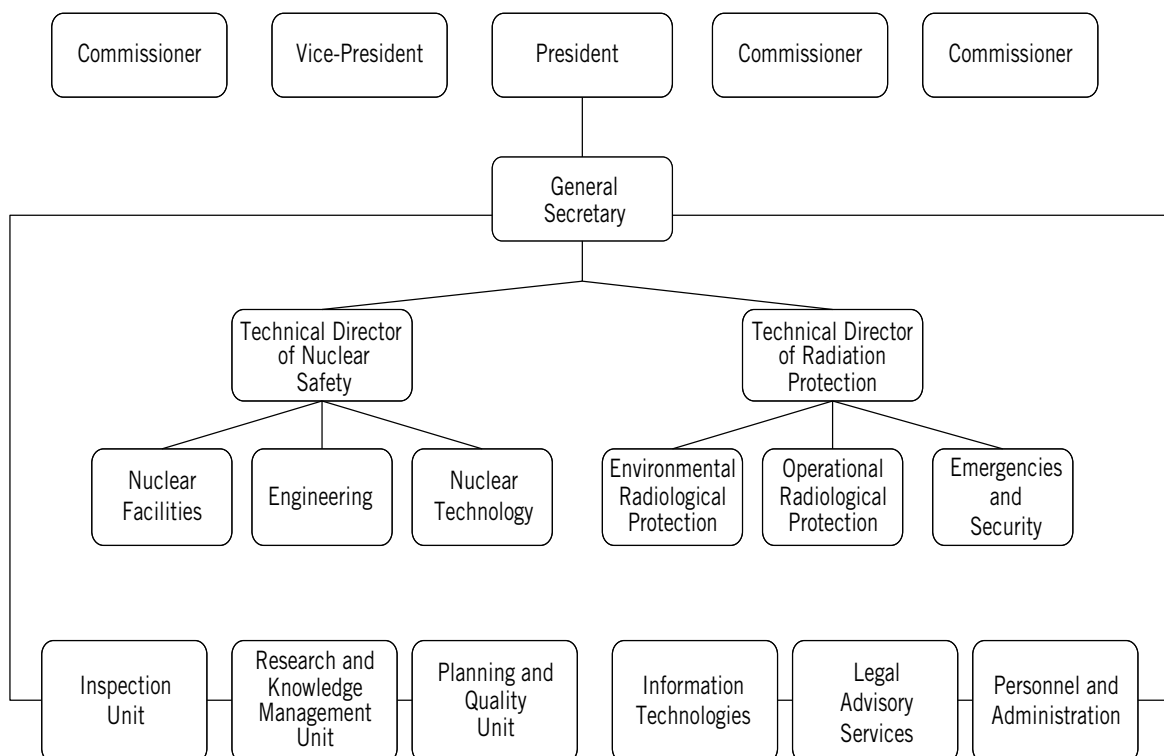 Commissioner
Vice-President
President
Commissioner
Commissioner
General
Secretary
Technical Director
of Nuclear
Safety
Technical Director
of Radiation
Protection
Nuclear
Facilities
Engineering
Nuclear
Technology
Environmental
Radiological
Protection
Operational
Radiological
Protection
Emergencies
and
Security
Inspection
Unit
Research and
Knowledge
Management
Unit
Planning and
Quality
Unit
Information
Technologies
Legal
Advisory
Services
Personnel and
Administration